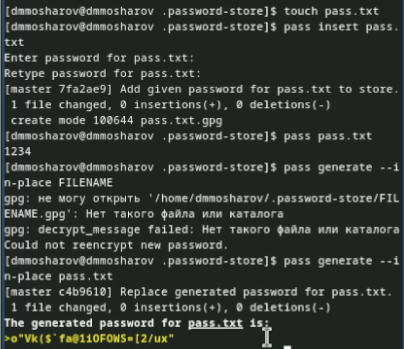 [dmmosharov@dmmosharov .password-store]$ touch pass.txt
[dmmosharov@dmmosharov .password-store]$ pass insert pass.
txt
Enter password for pass.txt:
Retype password for pass.txt:
[master 7fa2ae9] Add given password for pass.txt to store.
 1 file changed, 0 insertions(+), 0 deletions(-)
 create mode 100644 pass.txt.gpg
[dmmosharov@dmmosharov .password-store]$ pass pass.txt
1234
[dmmosharov@dmmosharov .password-store]$ pass generate --i
n-place FILENAME
gpg: не могу открыть '/home/dmmosharov/.password-store/FIL
ENAME.gpg': Нет такого файла или каталога
gpg: decrypt_message failed: Нет такого файла или каталога
Could not reencrypt new password.
[dmmosharov@dmmosharov .password-store]$ pass generate --i
n-place pass.txt
[master c4b9610] Replace generated password for pass.txt.
 1 file changed, 0 insertions(+), 0 deletions(-)
The generated password for pass.txt is:
>o"Vk($`fa@1iOFOWS=[2/ux"